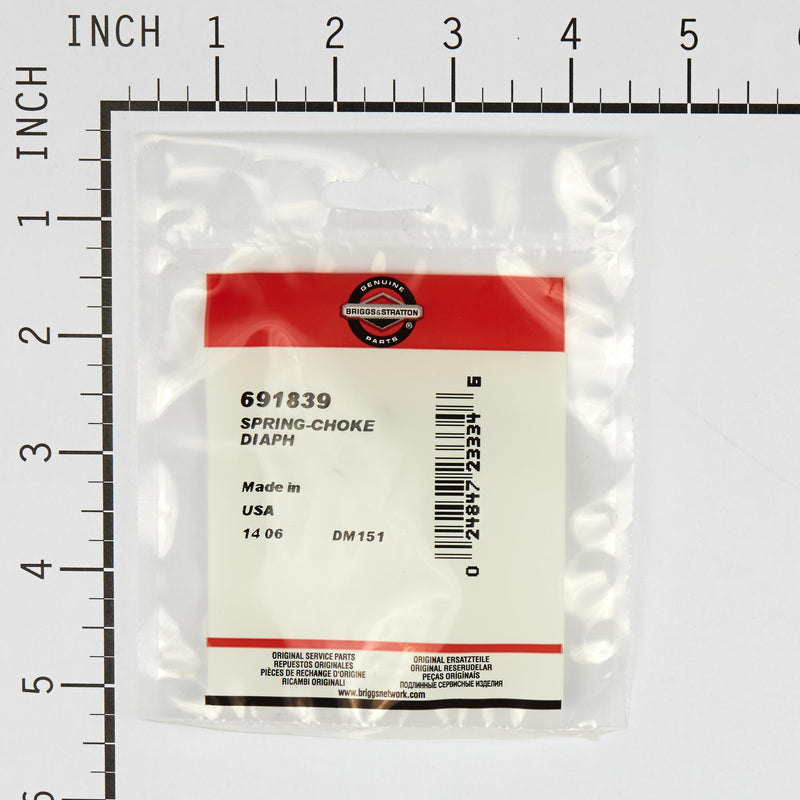 INCH 1 2 3 4 5
INCH
1
2
3
4
5
6
GENUINE
BRIGGS & STRATTON
PARTS ®
691839
SPRING-CHOKE
DIAPH
Made in
USA
14 06 DM151
0 24847 23334 6
ORIGINAL SERVICE PARTS
REPUESTOS ORIGINALES
PIÈCES DE RECHANGE D'ORIGINE
RICAMBI ORIGINALI
ORIGINAL ERSATZTEILE
ORIGINAL RESERUDELAR
PEÇAS ORIGINAIS
ПОДЛИННЫЕ СЕРВИСНЫЕ ИЗДЕЛИЯ
www.briggsnetwork.com